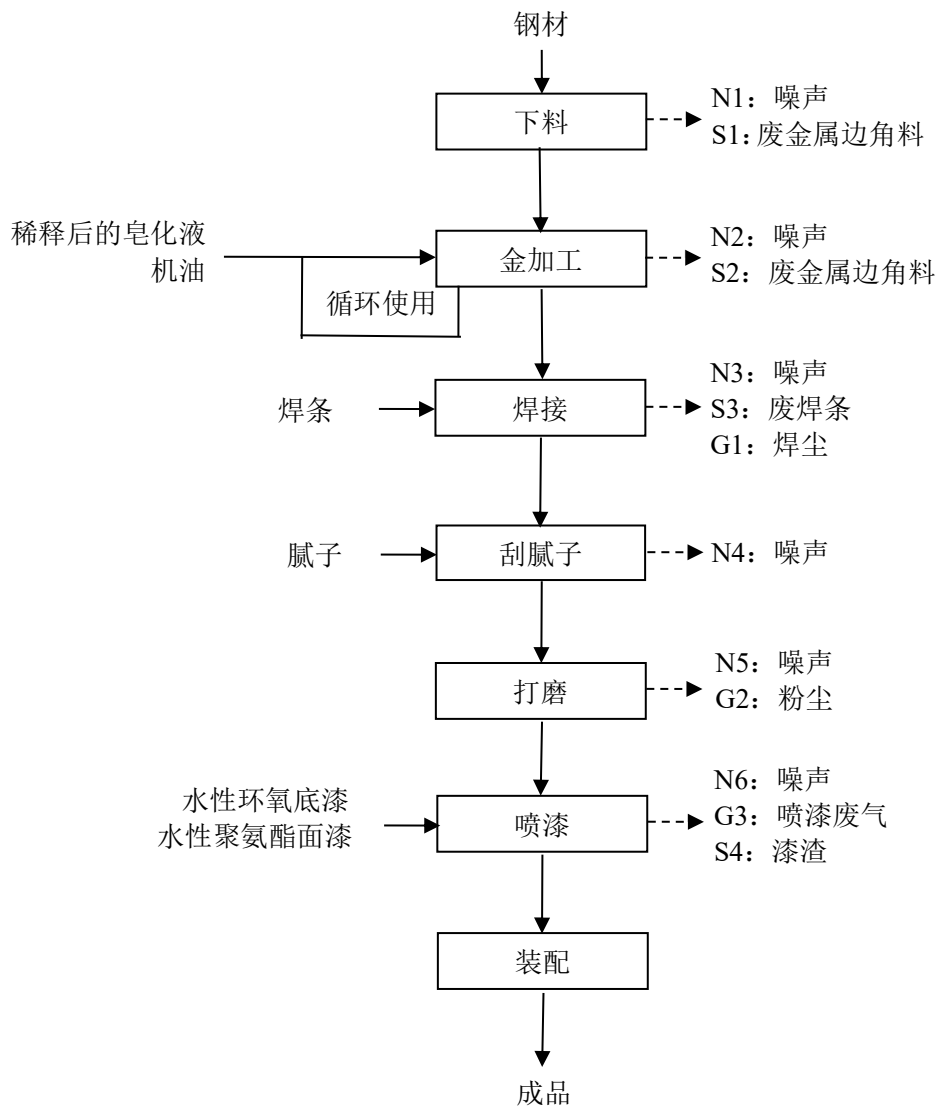 钢材
下料
N1：噪声
S1：废金属边角料
稀释后的皂化液
机油
循环使用
金加工
N2：噪声
S2：废金属边角料
焊条
焊接
N3：噪声
S3：废焊条
G1：焊尘
腻子
刮腻子
N4：噪声
打磨
N5：噪声
G2：粉尘
水性环氧底漆
水性聚氨酯面漆
喷漆
N6：噪声
G3：喷漆废气
S4：漆渣
装配
成品